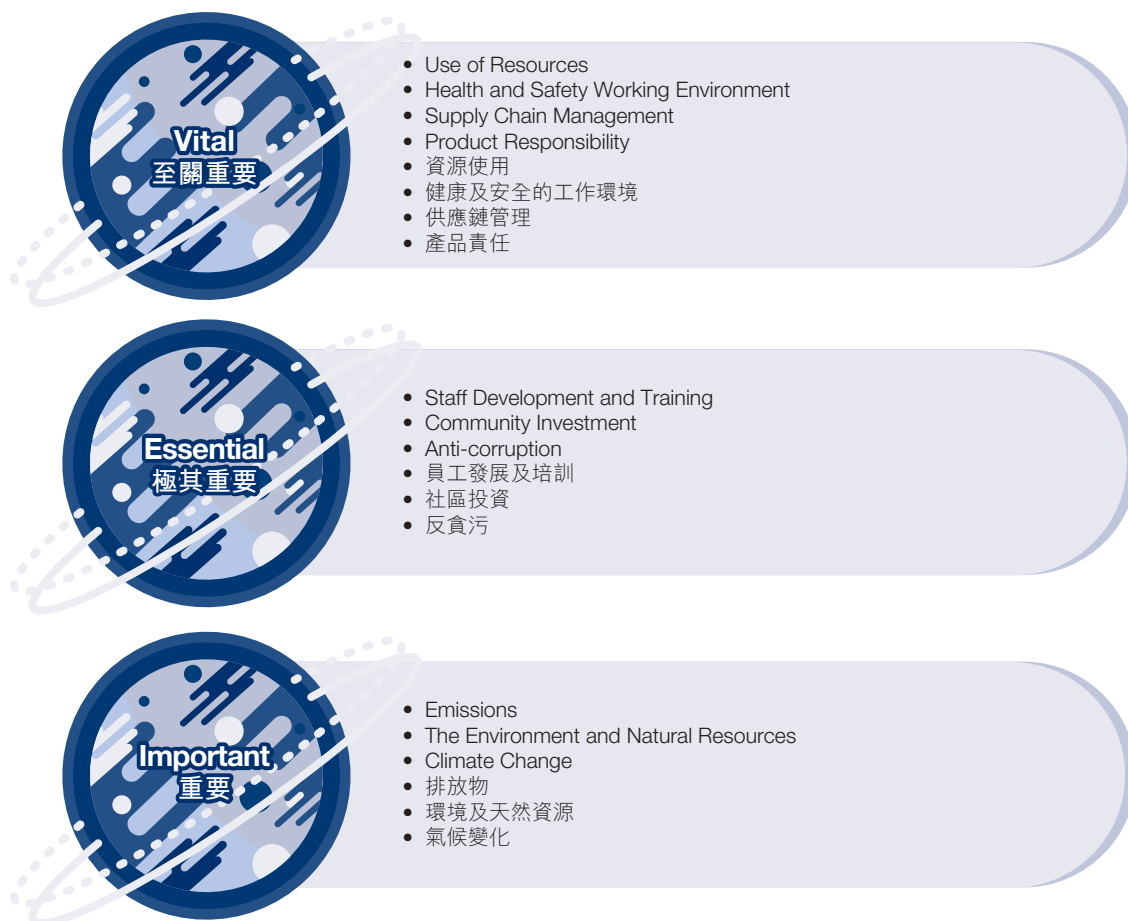 Vital
至關重要
• Use of Resources
• Health and Safety Working Environment
• Supply Chain Management
• Product Responsibility
• 資源使用
• 健康及安全的工作環境
• 供應鏈管理
• 產品責任
Essential
極其重要
• Staff Development and Training
• Community Investment
• Anti-corruption
• 員工發展及培訓
• 社區投資
• 反貪污
Important
重要
• Emissions
• The Environment and Natural Resources
• Climate Change
• 排放物
• 環境及天然資源
• 氣候變化